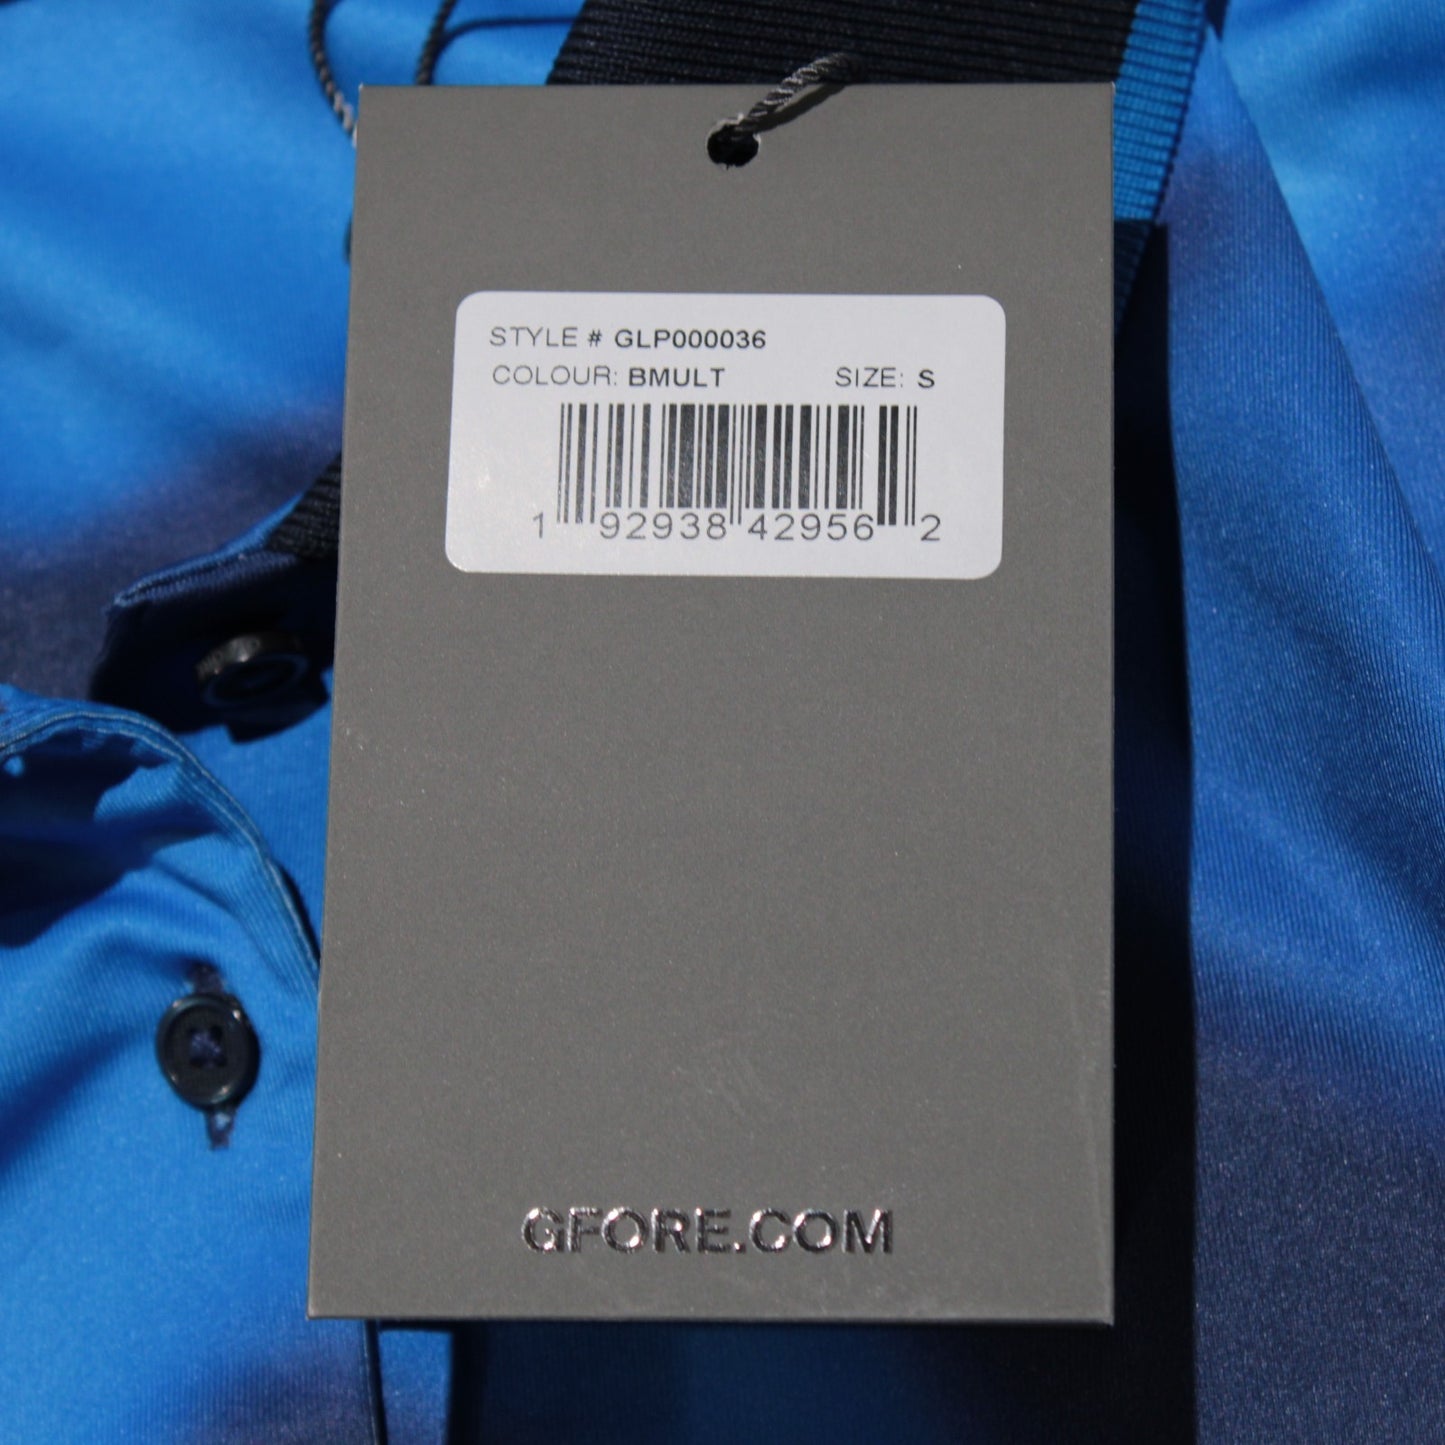 STYLE # GLP000036
COLOUR: BMULT SIZE: S
1 92938 42956 2
GFORE.COM